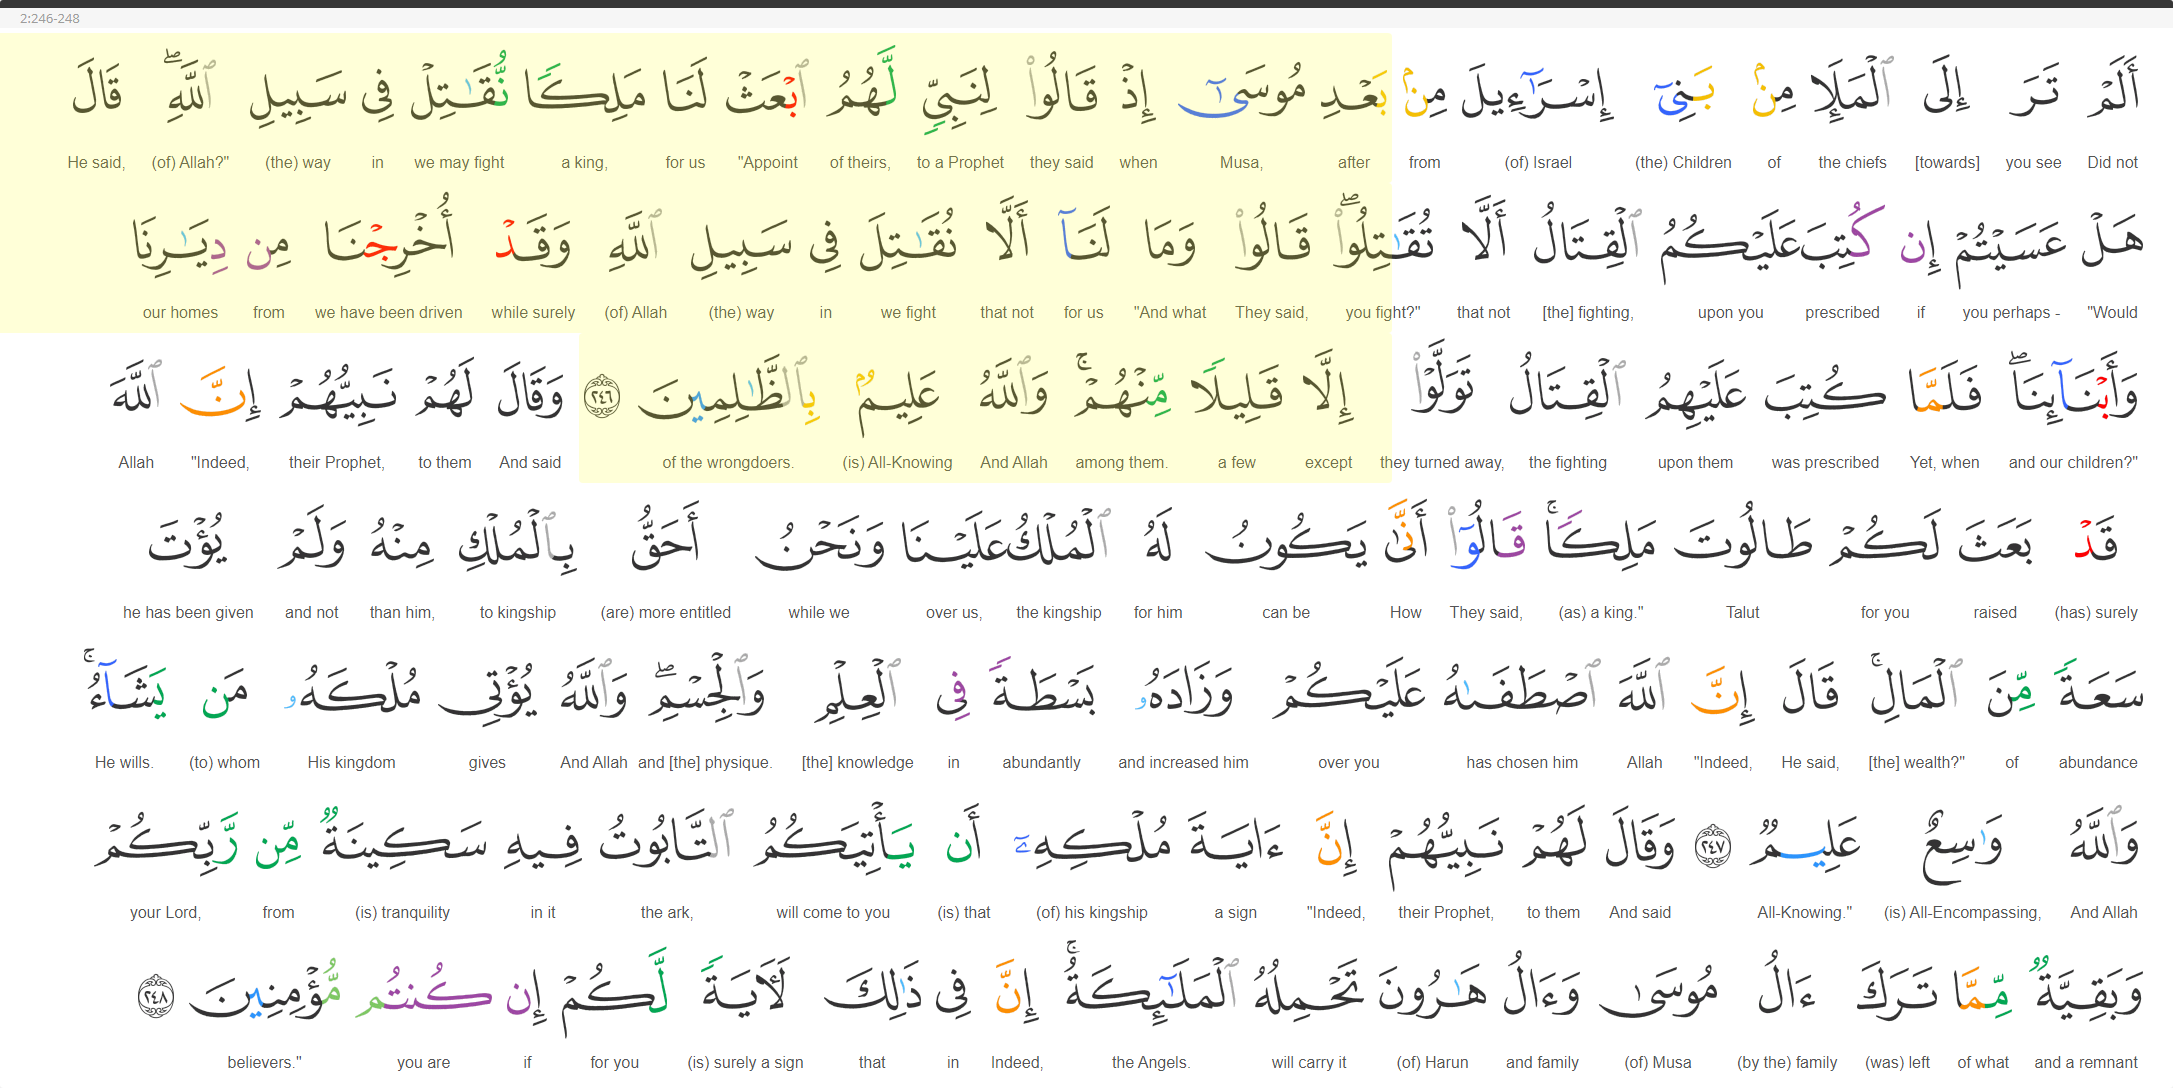 2:246-248
أَلَمْ تَرَ إِلَى ٱلْمَلَإِ مِنۢ بَنِىٓ إِسْرَٰٓءِيلَ مِنۢ بَعْدِ مُوسَىٰٓ إِذْ قَالُوا۟ لِنَبِىٍّ لَّهُمُ ٱبْعَثْ لَنَا مَلِكًا نُّقَـٰتِلْ فِى سَبِيلِ ٱللَّهِ ۖ قَالَ
He said, (of) Allah?" (the) way in we may fight a king, for us "Appoint of theirs, to a Prophet they said when Musa, after from (of) Israel (the) Children of the chiefs [towards] you see Did not
هَلْ عَسَيْتُمْ إِن كُتِبَ عَلَيْكُمُ ٱلْقِتَالُ أَلَّا تُقَـٰتِلُوا۟ ۖ قَالُوا۟ وَمَا لَنَآ أَلَّا نُقَـٰتِلَ فِى سَبِيلِ ٱللَّهِ وَقَدْ أُخْرِجْنَا مِن دِيَـٰرِنَا
our homes from we have been driven while surely (of) Allah (the) way in we fight that not for us "And what They said, you fight?" that not [the] fighting, upon you prescribed if you perhaps - "Would
وَأَبْنَآئِنَا ۖ فَلَمَّا كُتِبَ عَلَيْهِمُ ٱلْقِتَالُ تَوَلَّوْا۟ إِلَّا قَلِيلًا مِّنْهُمْ ۗ وَٱللَّهُ عَلِيمٌۢ بِٱلظَّـٰلِمِينَ ٢٤٦ وَقَالَ لَهُمْ نَبِيُّهُمْ إِنَّ ٱللَّهَ
Allah "Indeed, their Prophet, to them And said of the wrongdoers. (is) All-Knowing And Allah among them. a few except they turned away, the fighting upon them was prescribed Yet, when and our children?"
قَدْ بَعَثَ لَكُمْ طَالُوتَ مَلِكًا ۚ قَالُوٓا۟ أَنَّىٰ يَكُونُ لَهُ ٱلْمُلْكُ عَلَيْنَا وَنَحْنُ أَحَقُّ بِٱلْمُلْكِ مِنْهُ وَلَمْ يُؤْتَ
he has been given and not than him, to kingship (are) more entitled while we over us, the kingship for him can be How They said, (as) a king." Talut for you raised (has) surely
سَعَةً مِّنَ ٱلْمَالِ ۚ قَالَ إِنَّ ٱللَّهَ ٱصْطَفَىٰهُ عَلَيْكُمْ وَزَادَهُۥ بَسْطَةً فِى ٱلْعِلْمِ وَٱلْجِسْمِ ۖ وَٱللَّهُ يُؤْتِى مُلْكَهُۥ مَن يَشَآءُ ۚ
He wills. (to) whom His kingdom gives And Allah and [the] physique. [the] knowledge in abundantly and increased him over you has chosen him Allah "Indeed, He said, [the] wealth?" of abundance
وَٱللَّهُ وَٰسِعٌ عَلِيمٌ ٢٤٧ وَقَالَ لَهُمْ نَبِيُّهُمْ إِنَّ ءَايَةَ مُلْكِهِۦٓ أَن يَأْتِيَكُمُ ٱلتَّابُوتُ فِيهِ سَكِينَةٌ مِّن رَّبِّكُمْ
your Lord, from (is) tranquility in it the ark, will come to you (is) that (of) his kingship a sign "Indeed, their Prophet, to them And said All-Knowing." (is) All-Encompassing, And Allah
وَبَقِيَّةٌ مِّمَّا تَرَكَ ءَالُ مُوسَىٰ وَءَالُ هَـٰرُونَ تَحْمِلُهُ ٱلْمَلَـٰٓئِكَةُ ۚ إِنَّ فِى ذَٰلِكَ لَـَٔايَةً لَّكُمْ إِن كُنتُم مُّؤْمِنِينَ ٢٤٨
believers." you are if for you (is) surely a sign that in Indeed, the Angels. will carry it (of) Harun and family (of) Musa (by the) family (was) left of what and a remnant